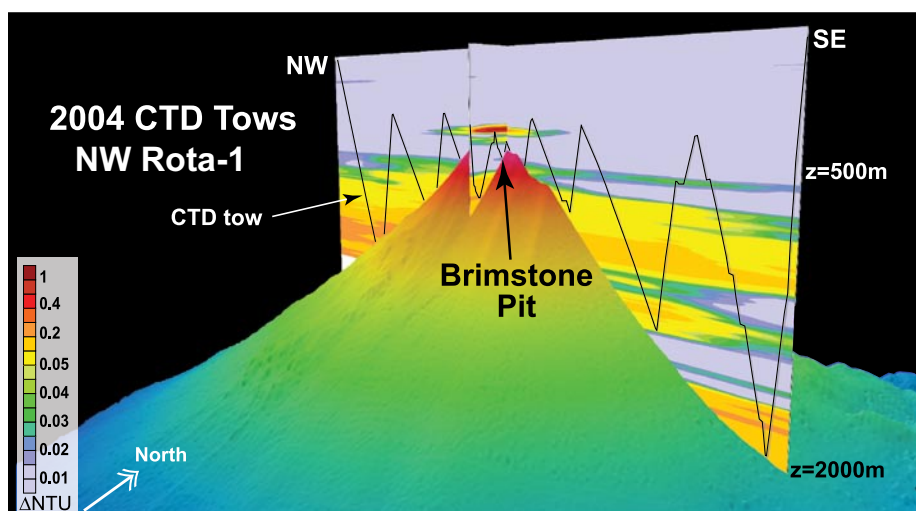 NW
SE
2004 CTD Tows
NW Rota-1
z=500m
CTD tow
Brimstone
Pit
1
0.4
0.2
0.05
0.04
0.03
0.02
0.01
ΔNTU
North
z=2000m